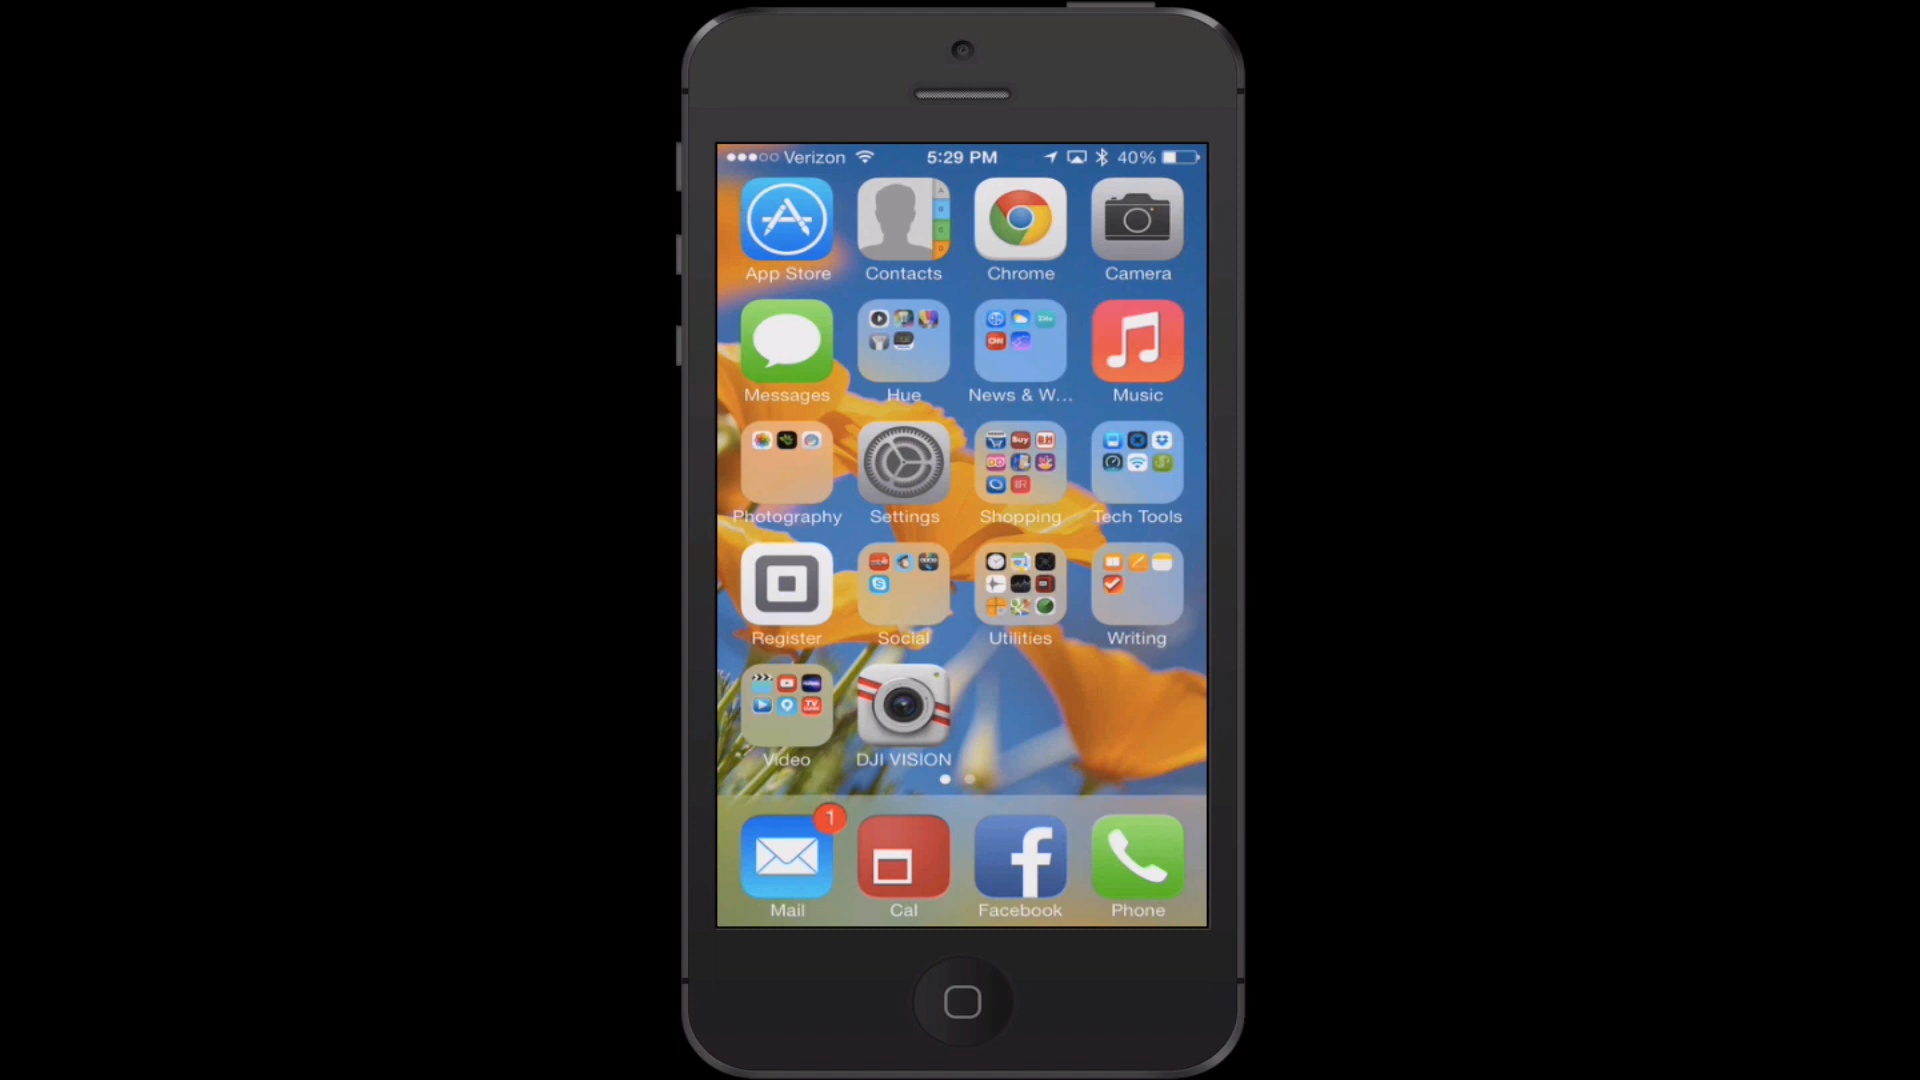 Verizon 5:29 PM 40%
App Store Contacts Chrome Camera
Messages Hue News & W... Music
Photography Settings Shopping Tech Tools
Register Social Utilities Writing
Video DJI VISION
1
Mail Cal Facebook Phone